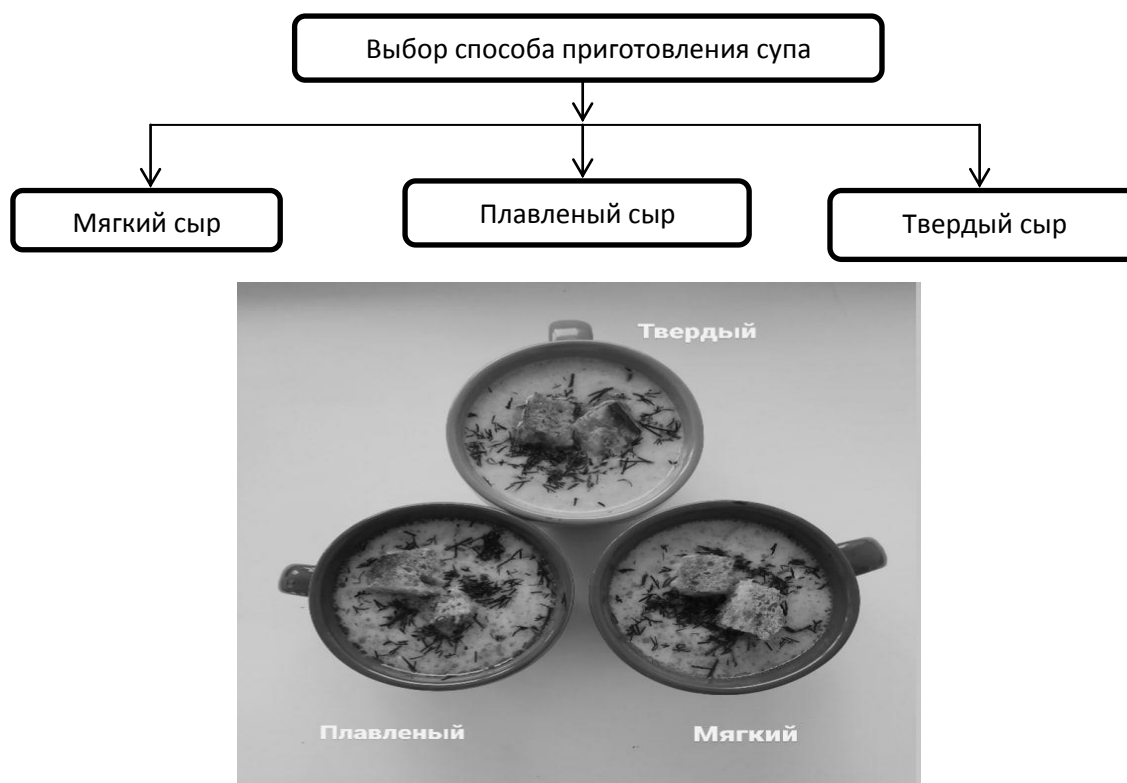 Выбор способа приготовления супа
Мягкий сыр
Плавленый сыр
Твердый сыр
Твердый
Плавленый
Мягкий